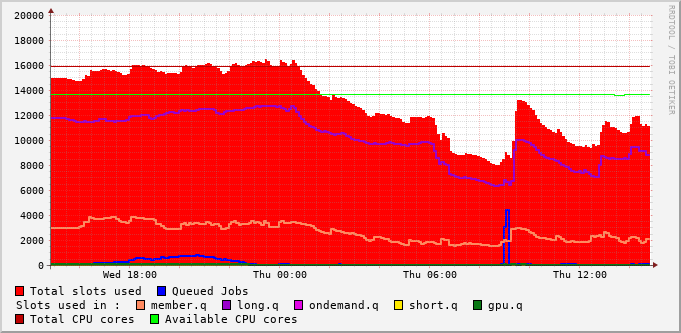 20000
18000
16000
14000
12000
10000
8000
6000
4000
2000
0
Wed 18:00 Thu 00:00 Thu 06:00 Thu 12:00
RRDTOOL / TOBI OETIKER
Total slots used Queued Jobs
Slots used in : member.q long.q ondemand.q short.q gpu.q
Total CPU cores Available CPU cores